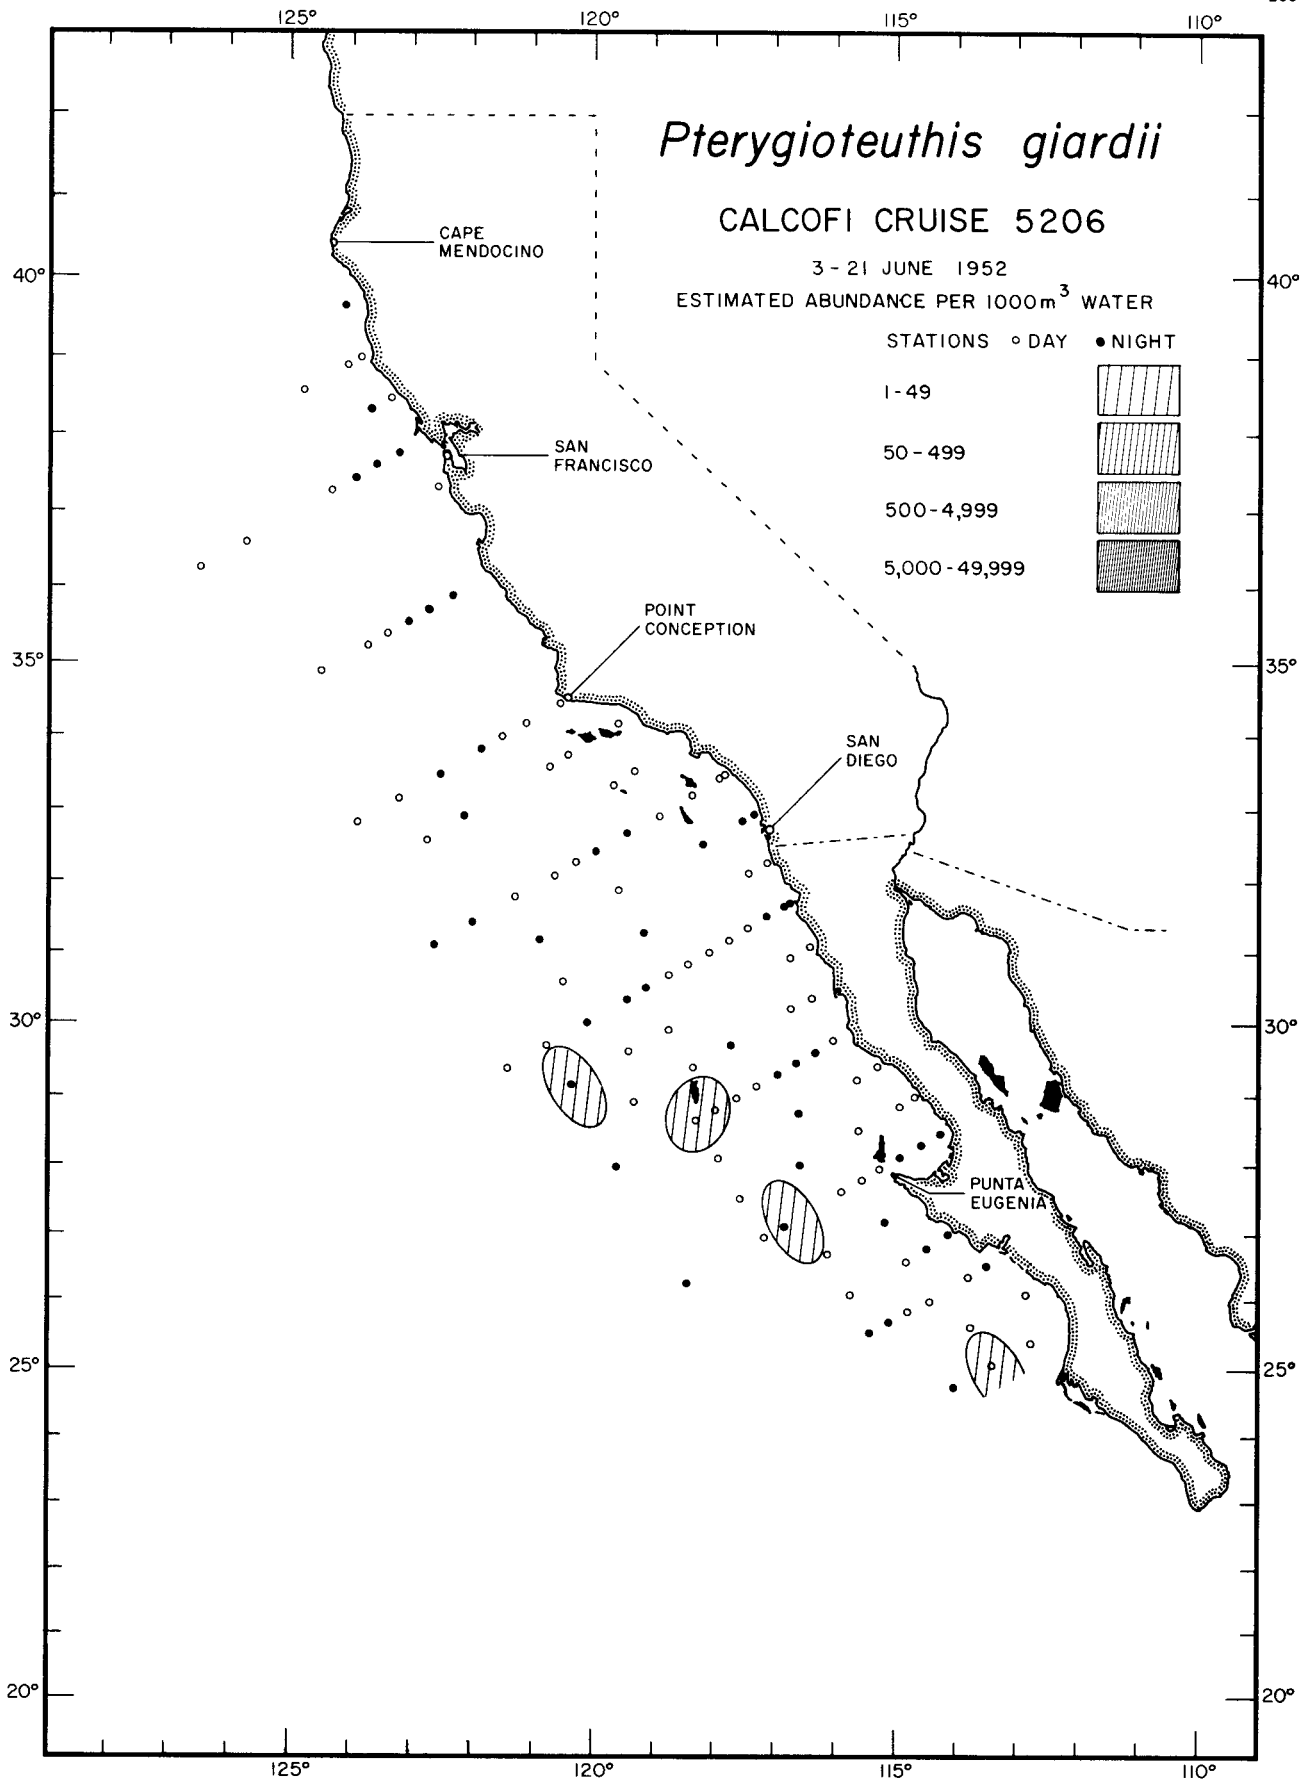 125° 120° 115° 110°
Pterygioteuthis giardii
CALCOFI CRUISE 5206
3-21 JUNE 1952
ESTIMATED ABUNDANCE PER 1000m³ WATER
STATIONS ○ DAY ● NIGHT
1-49
50-499
500-4,999
5,000-49,999
CAPE
MENDOCINO
40° 40°
SAN
FRANCISCO
POINT
CONCEPTION
35° 35°
SAN
DIEGO
30° 30°
PUNTA
EUGENIA
25° 25°
20° 20°
125° 120° 115° 110°